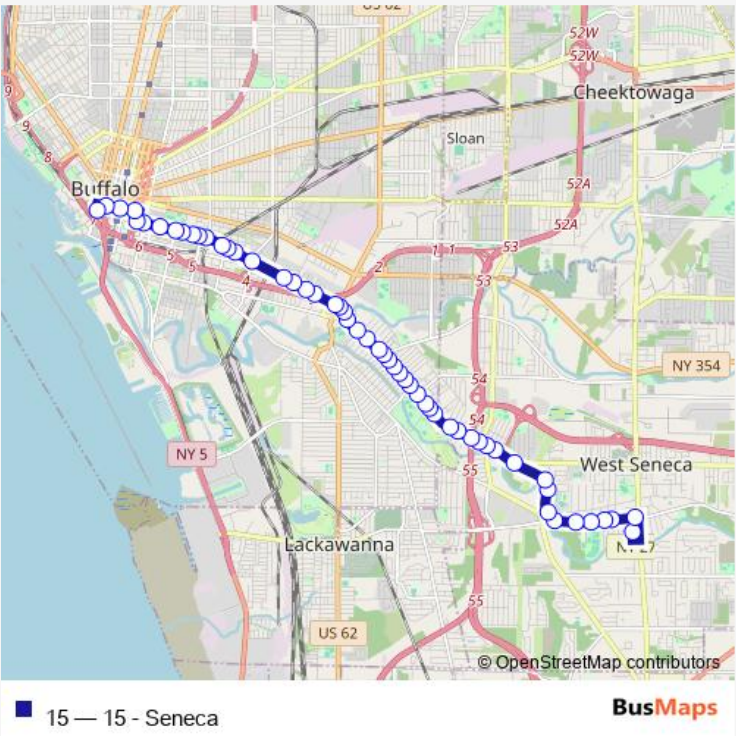 US 62
52W
52W
Cheektowaga
9
9
Sloan
8
52A
Buffalo
52A
6
5
5
1 1
53
2
53
4
NY 354
54
54
NY 5
55
West Seneca
Lackawanna
NY 27
55
US 62
© OpenStreetMap contributors
15 — 15 - Seneca
BusMaps